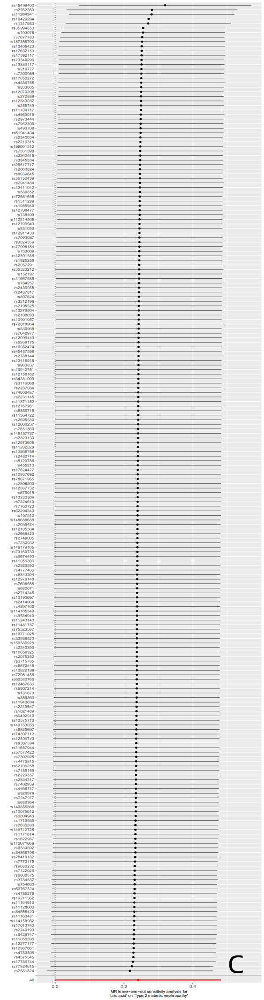 rs45499402
rs2762353
rs11264341
rs10429294
rs1317983
rs35994853
rs703978
rs7677783
rs187355703
rs10405423
rs17632159
rs17592117
rs73349296
rs10886117
rs219777
rs7200986
rs17050272
rs4886755
rs833805
rs12070208
rs272889
rs12543287
rs255749
rs11109717
rs4966019
rs2973444
rs7952306
rs496708
rs61941404
rs2540034
rs2210315
rs199661312
rs7331398
rs2362515
rs3845534
rs28517717
rs2060824
rs8039645
rs55756439
rs2941484
rs13411042
rs589852
rs72681698
rs1511299
rs1955949
rs12708477
rs738409
rs112214565
rs12790943
rs831036
rs12911430
rs7093087
rs3824359
rs77008184
rs753009
rs12891886
rs1925258
rs2057291
rs35523212
rs152197
rs11667586
rs784257
rs2436958
rs2437817
rs807624
rs3212198
rs2195525
rs10279504
rs2108093
rs10901057
rs72818964
rs836968
rs7642977
rs12096443
rs6939175
rs10082474
rs45487598
rs2788144
rs13418518
rs963837
rs16942751
rs12158162
rs34381009
rs3116068
rs2287084
rs74606487
rs2231145
rs11871152
rs12767261
rs5856715
rs11564722
rs2695580
rs12666237
rs7651369
rs145157727
rs2823139
rs12973608
rs11202328
rs10868758
rs2480714
rs6129786
rs455213
rs17624477
rs12937692
rs78671965
rs2808500
rs12887732
rs676015
rs13230509
rs7224610
rs7766720
rs62294340
rs157512
rs148688688
rs2039424
rs12105304
rs2668423
rs2749005
rs7230932
rs148179165
rs73169739
rs6674490
rs11056306
rs2926590
rs4777466
rs9843304
rs12979148
rs7696556
rs680071
rs2714345
rs10196697
rs2414064
rs4897160
rs114165349
rs9534949
rs11243143
rs11481757
rs75523587
rs10771025
rs33938520
rs150386926
rs2240390
rs10859925
rs2075252
rs6715785
rs9872445
rs10922199
rs72951456
rs62580766
rs12467636
rs9807214
rs181673
rs856560
rs11940694
rs2219647
rs1021409
rs6492910
rs12575710
rs140753856
rs6825697
rs74397112
rs12806743
rs9307594
rs11657044
rs57577420
rs7302925
rs4476815
rs62106258
rs7188156
rs2229357
rs2834317
rs7402939
rs4468717
rs926979
rs7247977
rs686364
rs140885868
rs10075612
rs6804946
rs1719985
rs2636590
rs146712725
rs1171614
rs1622987
rs112671669
rs9333592
rs34868798
rs28419182
rs7773175
rs9880232
rs7122026
rs6860575
rs3734537
rs754600
rs60767324
rs4789278
rs10211562
rs11164916
rs11128603
rs34555420
rs11163481
rs114158982
rs17013743
rs2240193
rs6429747
rs11056396
rs12277177
rs12987661
rs4783505
rs4575545
rs17786744
rs77924615
rs2581824
C
All
0.0 0.2 0.4
MR leave−one−out sensitivity analysis for
'uric acid' on 'Type 2 diabetic nephropathy'